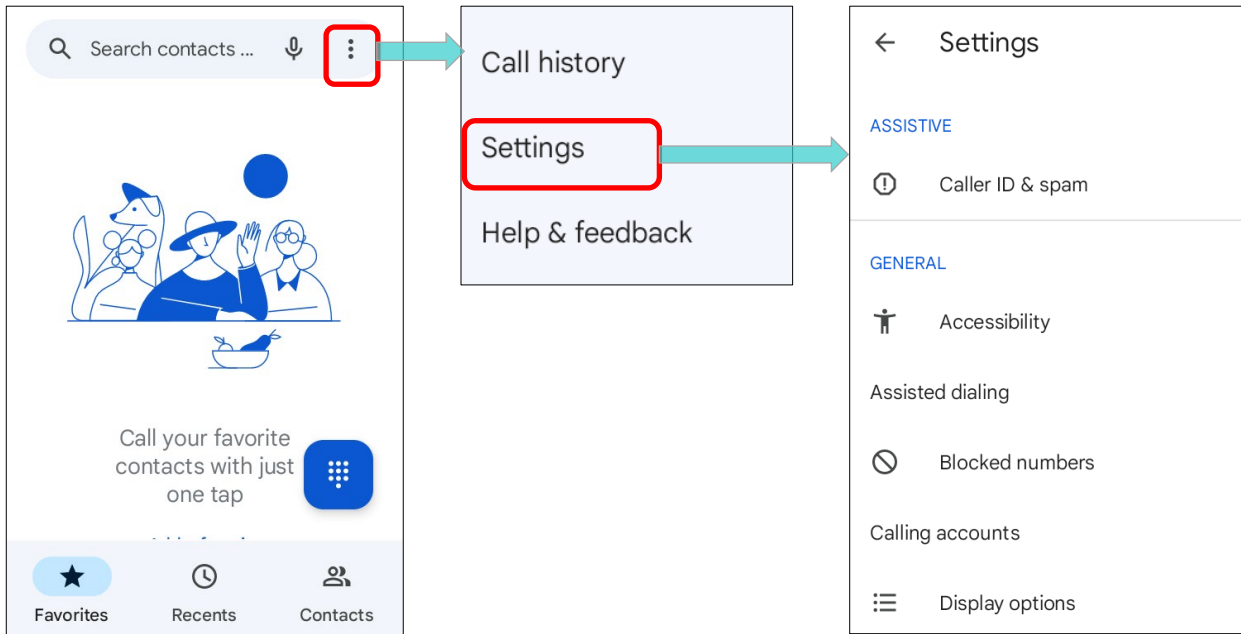 Search contacts ...
Call your favorite
contacts with just
one tap
Favorites
Recents
Contacts
Call history
Settings
Help & feedback
Settings
ASSISTIVE
Caller ID & spam
GENERAL
Accessibility
Assisted dialing
Blocked numbers
Calling accounts
Display options